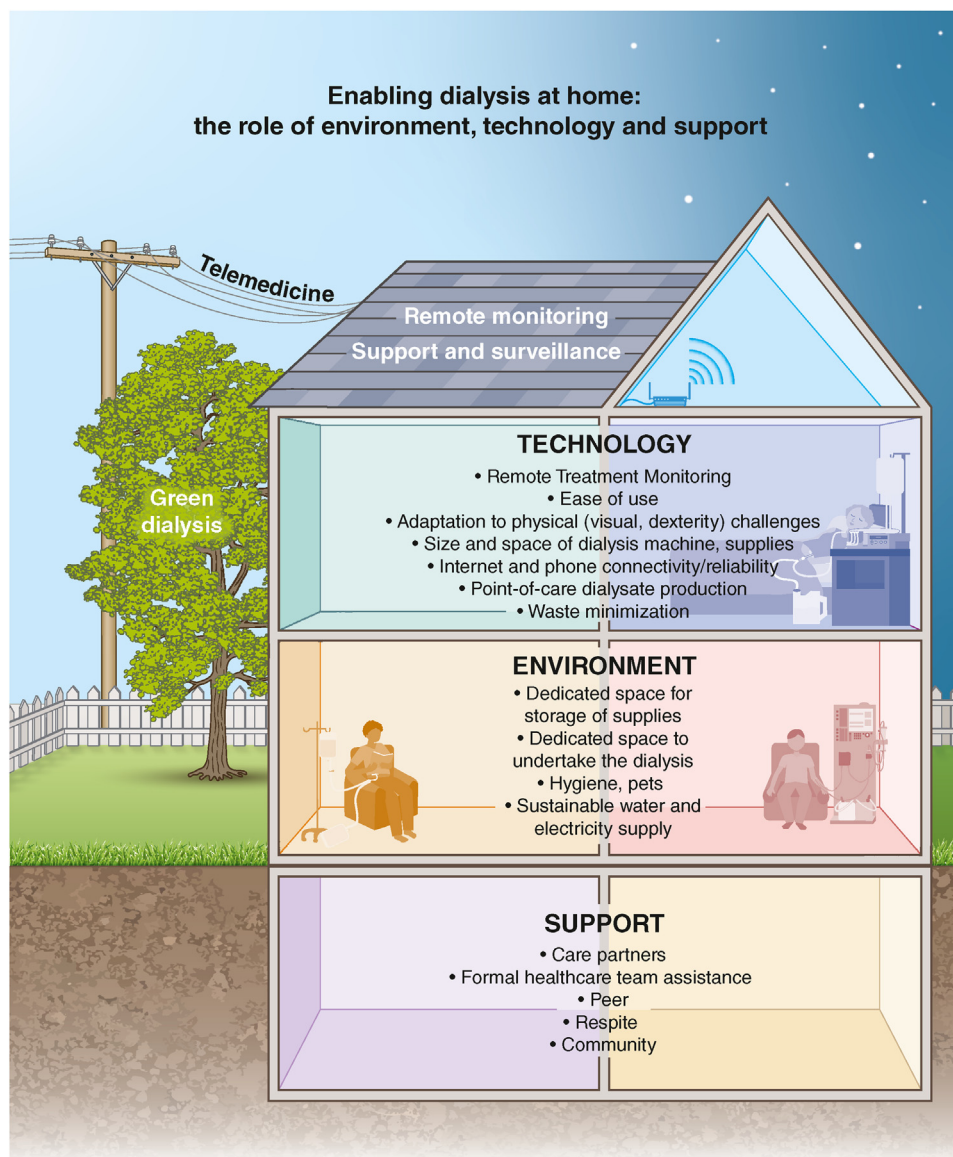 Enabling dialysis at home:
the role of environment, technology and support
Telemedicine
Remote monitoring
Support and surveillance
Green
dialysis
TECHNOLOGY
• Remote Treatment Monitoring
• Ease of use
• Adaptation to physical (visual, dexterity) challenges
• Size and space of dialysis machine, supplies
• Internet and phone connectivity/reliability
• Point-of-care dialysate production
• Waste minimization
ENVIRONMENT
• Dedicated space for
storage of supplies
• Dedicated space to
undertake the dialysis
• Hygiene, pets
• Sustainable water and
electricity supply
SUPPORT
• Care partners
• Formal healthcare team assistance
• Peer
• Respite
• Community